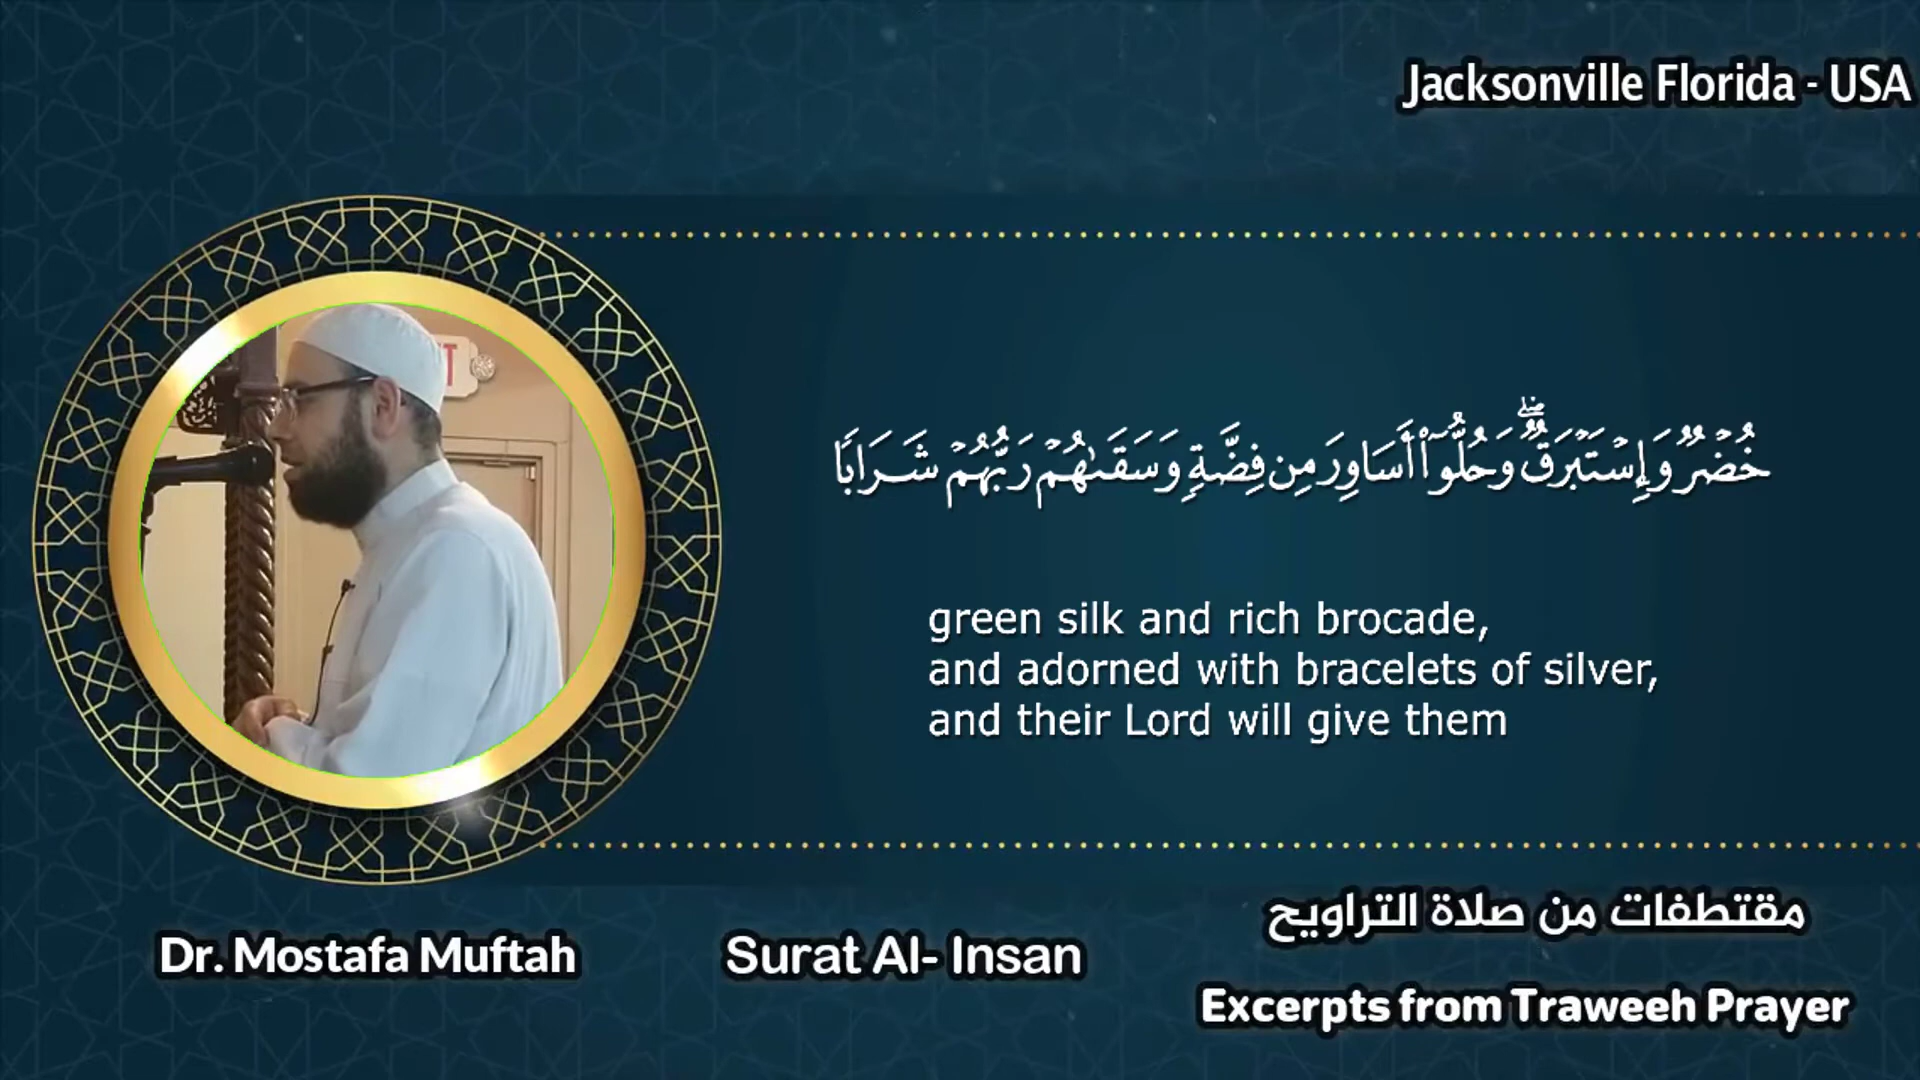 Jacksonville Florida - USA
خُضْرٌ وَإِسْتَبْرَقٌ ۖ وَحُلُّوٓا۟ أَسَاوِرَ مِن فِضَّةٍ وَسَقَىٰهُمْ رَبُّهُمْ شَرَابًا
green silk and rich brocade,
and adorned with bracelets of silver,
and their Lord will give them
مقتطفات من صلاة التراويح
Dr. Mostafa Muftah
Surat Al- Insan
Excerpts from Traweeh Prayer